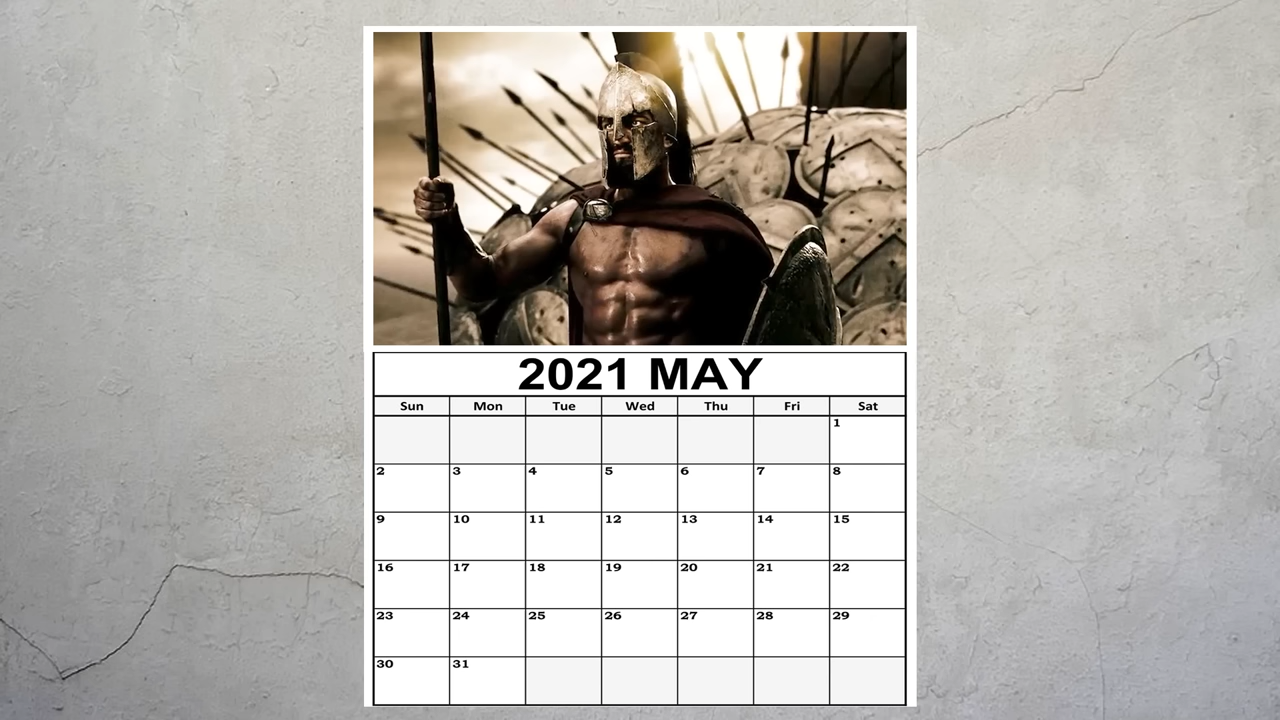 2021 MAY
Sun Mon Tue Wed Thu Fri Sat
1
2 3 4 5 6 7 8
9 10 11 12 13 14 15
16 17 18 19 20 21 22
23 24 25 26 27 28 29
30 31